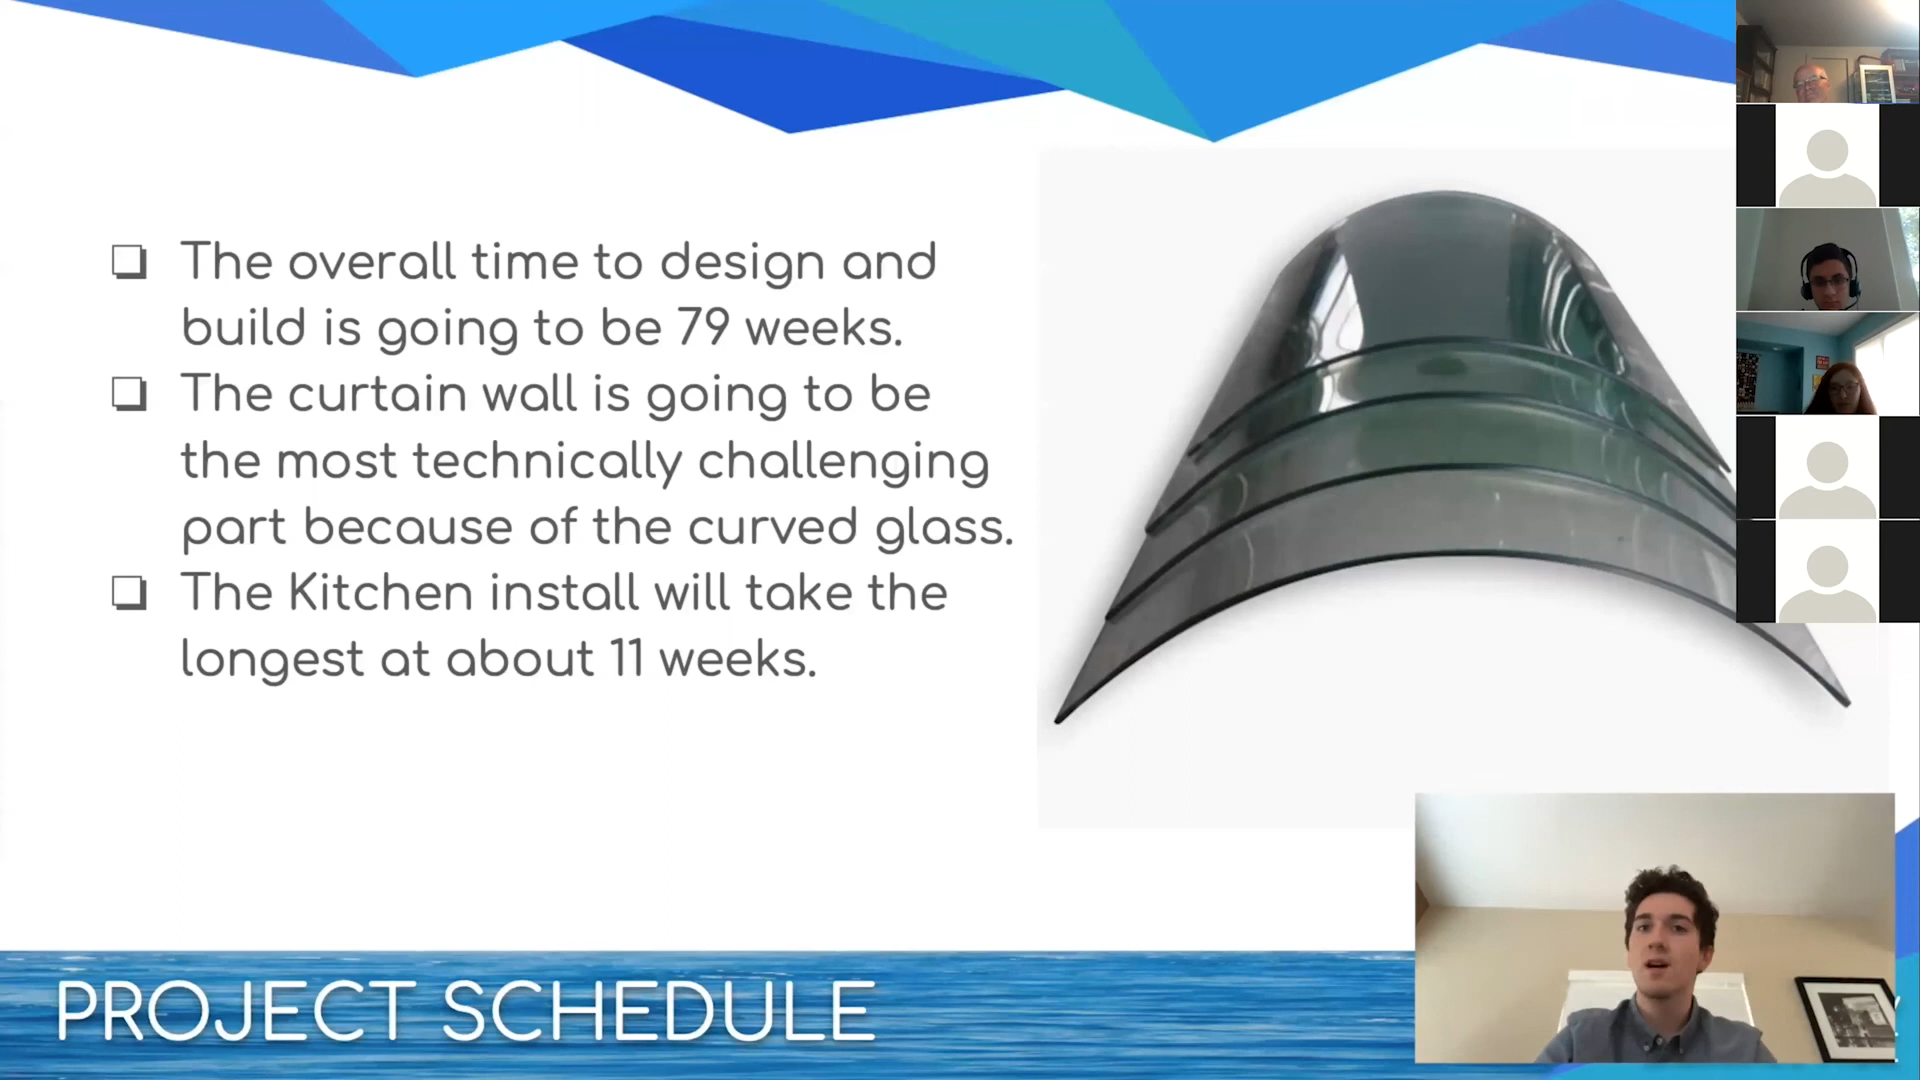 ❏ The overall time to design and
build is going to be 79 weeks.
❏ The curtain wall is going to be
the most technically challenging
part because of the curved glass.
❏ The Kitchen install will take the
longest at about 11 weeks.
PROJECT SCHEDULE